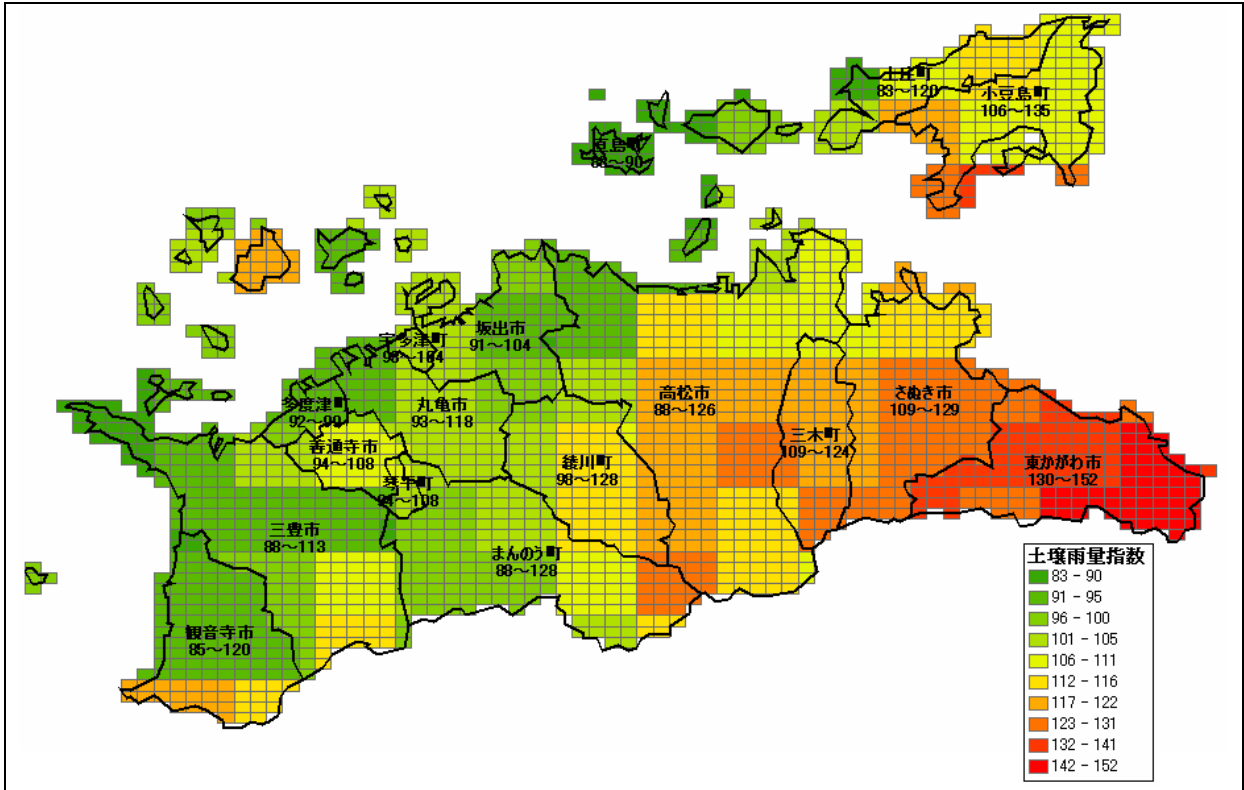 土庄町
83～120
小豆島町
106～135
直島町
88～90
坂出市
91～104
宇多津町
98～104
多度津町
92～99
丸亀市
93～118
善通寺市
94～108
琴平町
94～108
綾川町
98～128
高松市
88～126
三木町
109～124
さぬき市
109～129
東かがわ市
130～152
三豊市
88～113
まんのう町
88～128
観音寺市
85～120
土壌雨量指数
83 - 90
91 - 95
96 - 100
101 - 105
106 - 111
112 - 116
117 - 122
123 - 131
132 - 141
142 - 152